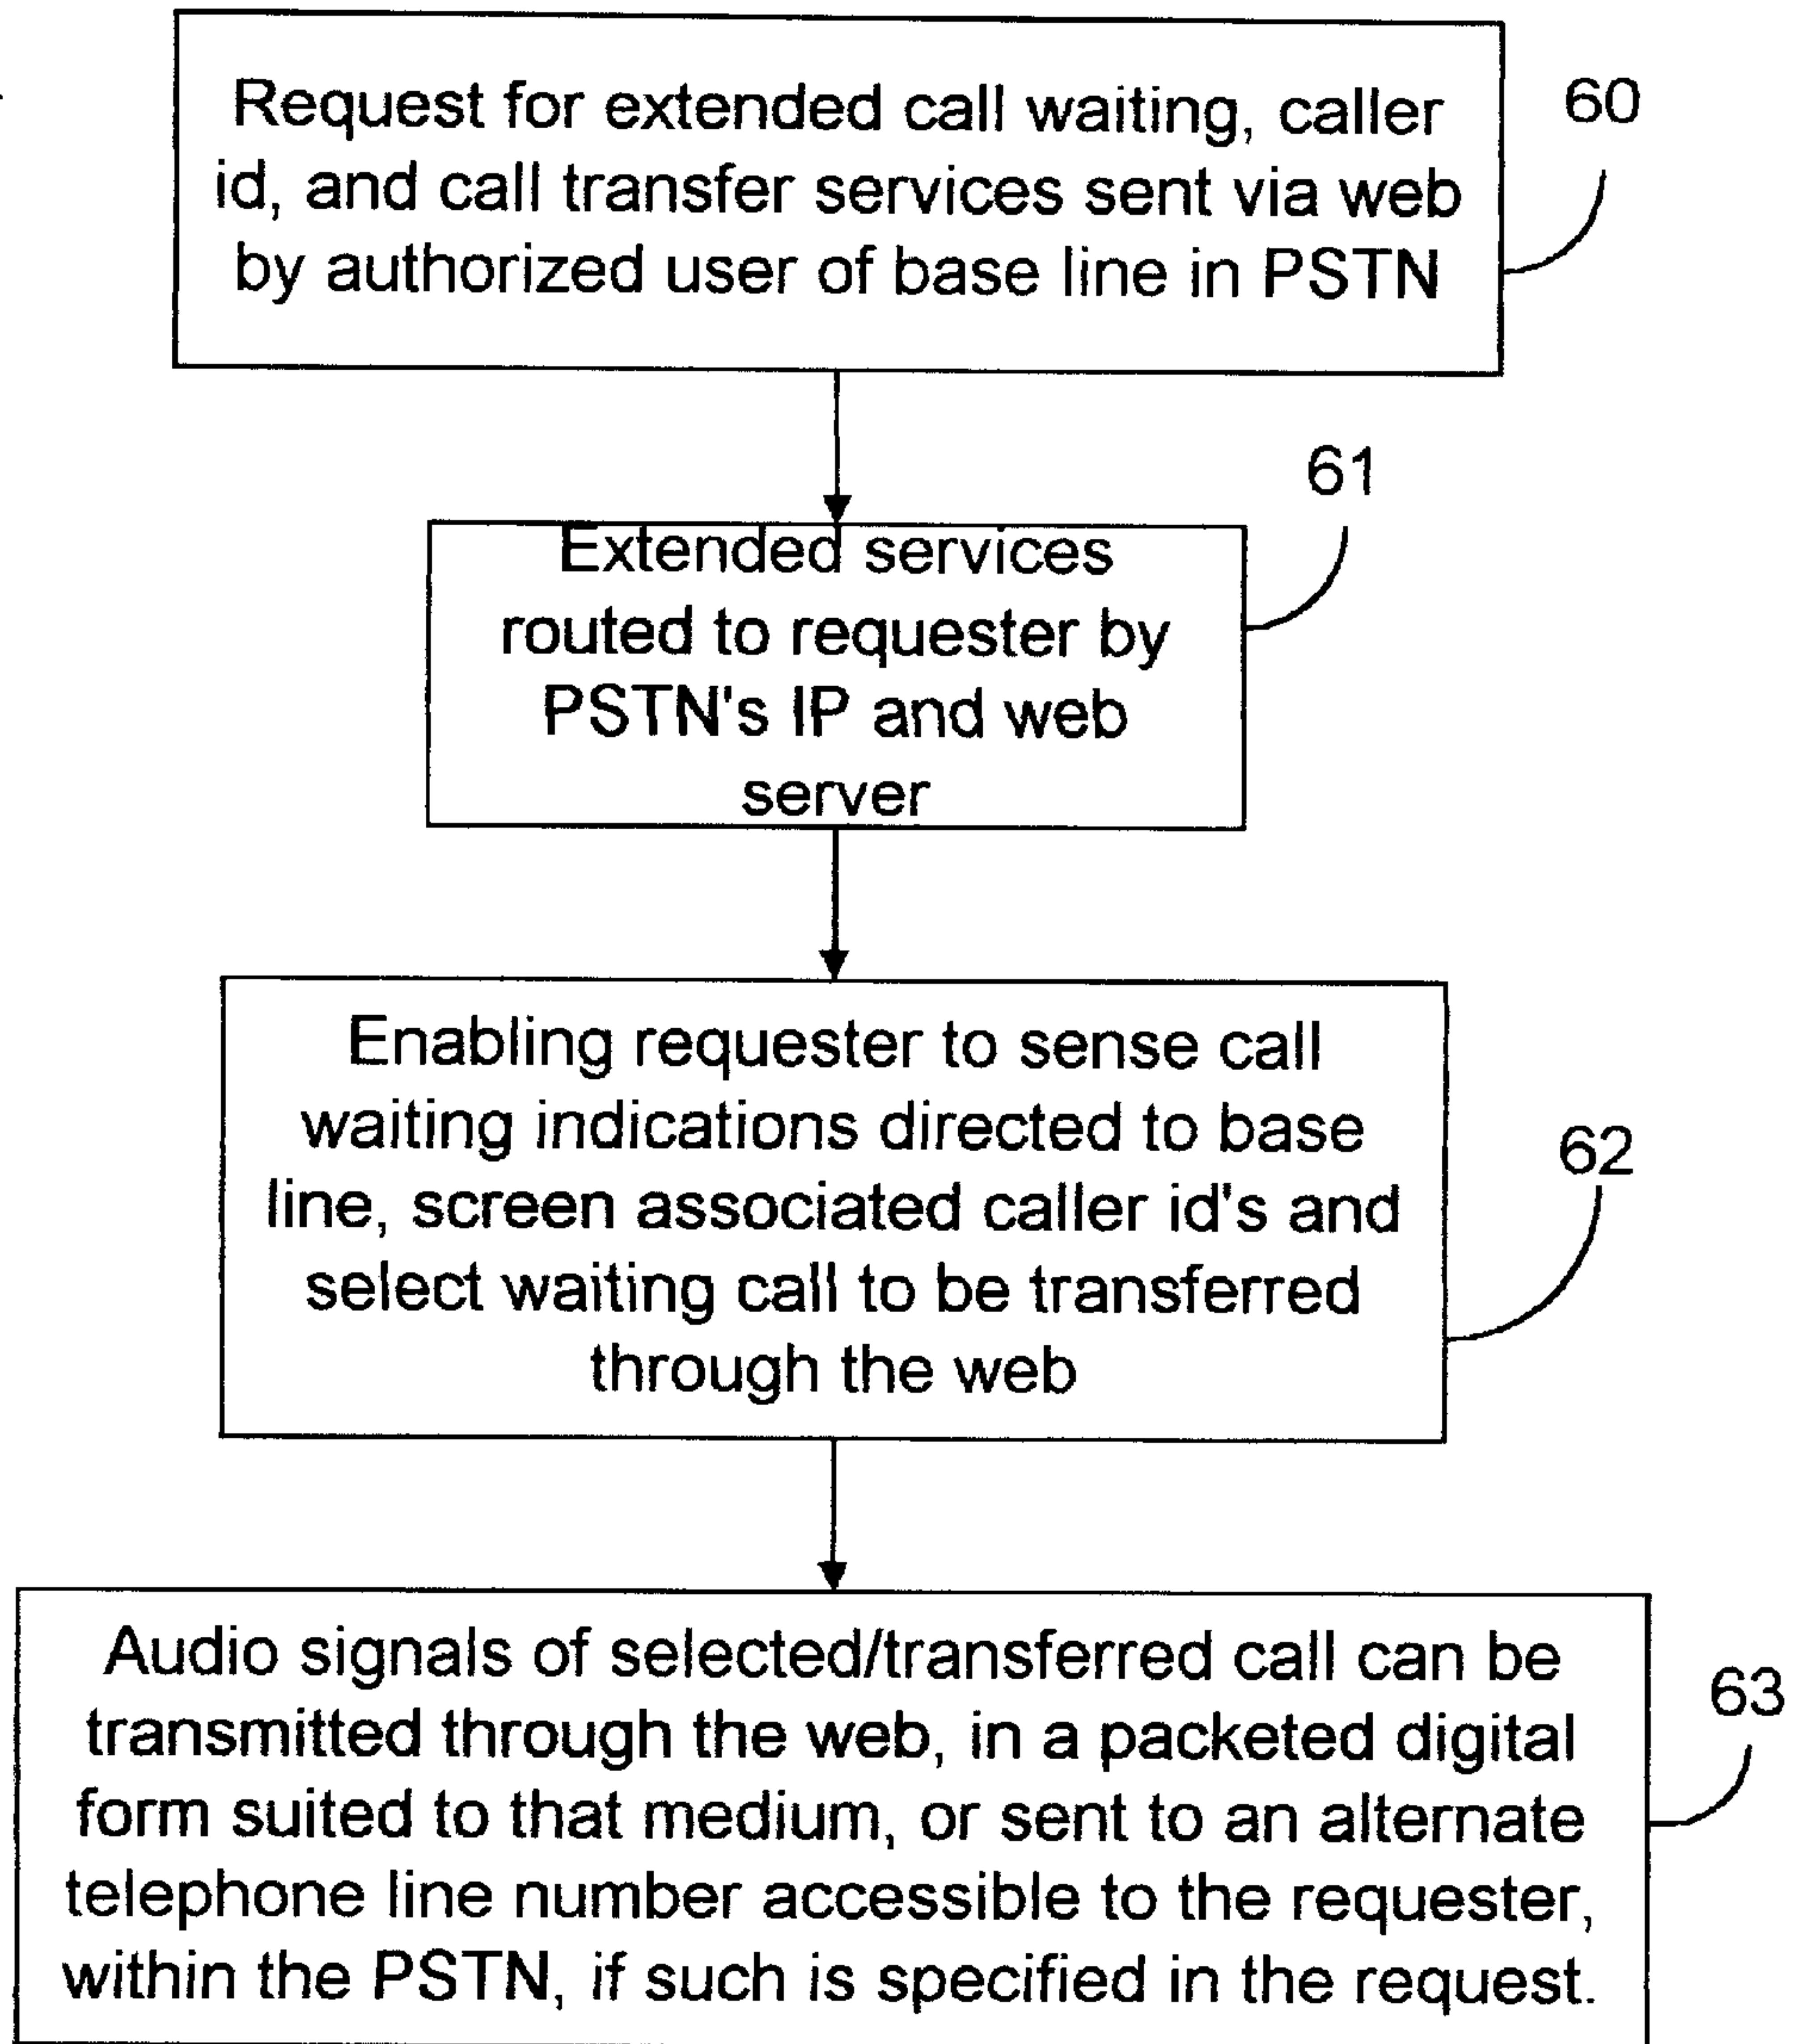 Request for extended call waiting, caller
id, and call transfer services sent via web
by authorized user of base line in PSTN
60
61
Extended services
routed to requester by
PSTN's IP and web
server
Enabling requester to sense call
waiting indications directed to base
line, screen associated caller id's and
select waiting call to be transferred
through the web
62
Audio signals of selected/transferred call can be
transmitted through the web, in a packeted digital
form suited to that medium, or sent to an alternate
telephone line number accessible to the requester,
within the PSTN, if such is specified in the request.
63